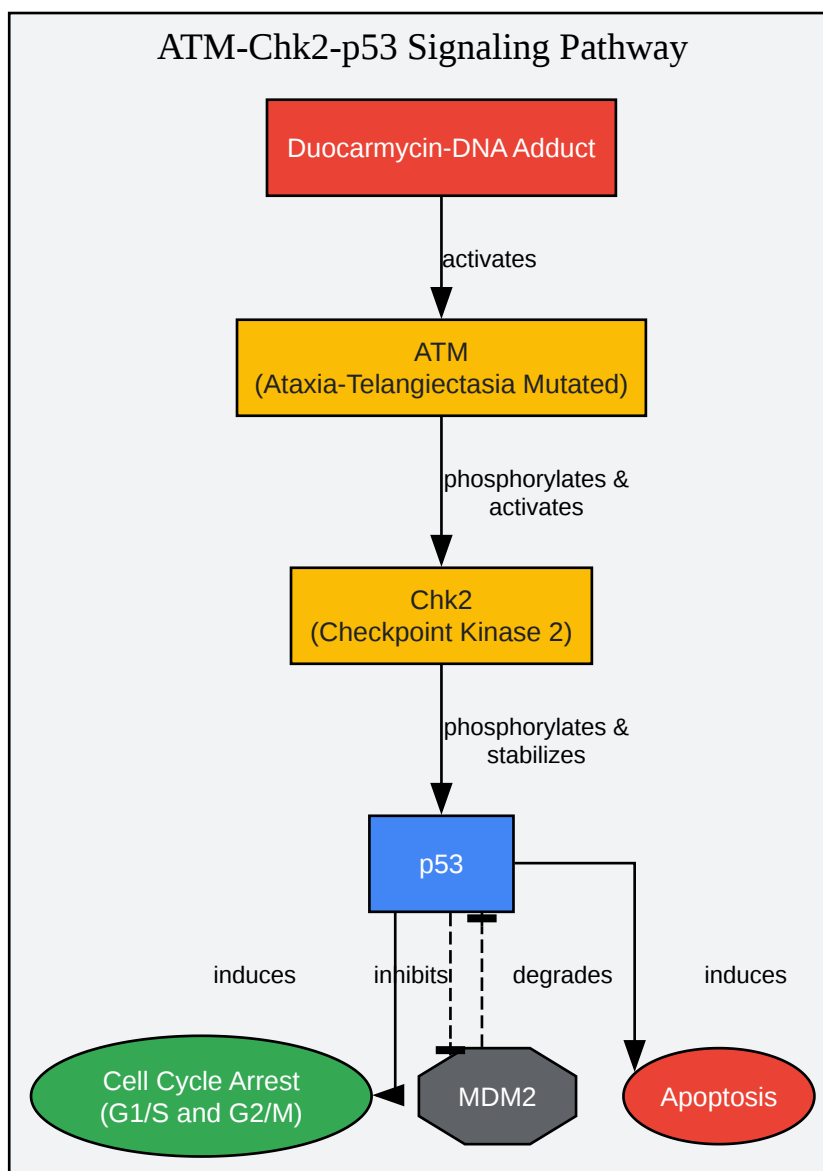 ATM-Chk2-p53 Signaling Pathway
Duocarmycin-DNA Adduct
activates
ATM
(Ataxia-Telangiectasia Mutated)
phosphorylates &
activates
Chk2
(Checkpoint Kinase 2)
phosphorylates &
stabilizes
p53
induces
inhibits
degrades
induces
Cell Cycle Arrest
(G1/S and G2/M)
MDM2
Apoptosis